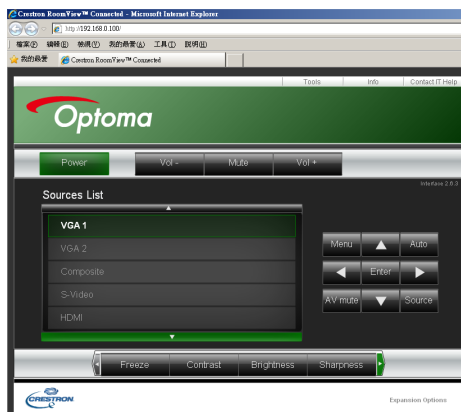 Crestron RoomView™ Connected - Microsoft Internet Explorer
http://192.168.0.100/
檔案(F) 編輯(E) 檢視(V) 我的最愛(A) 工具(T) 說明(H)
我的最愛 Crestron RoomView™ Connected
Tools Info Contact IT Help
Optoma
Power Vol - Mute Vol +
Interface 2.6.3
Sources List
VGA 1
VGA 2
Composite
S-Video
HDMI
Menu Auto
Enter
AV mute Source
Freeze Contrast Brightness Sharpness
CRESTRON
Expansion Options